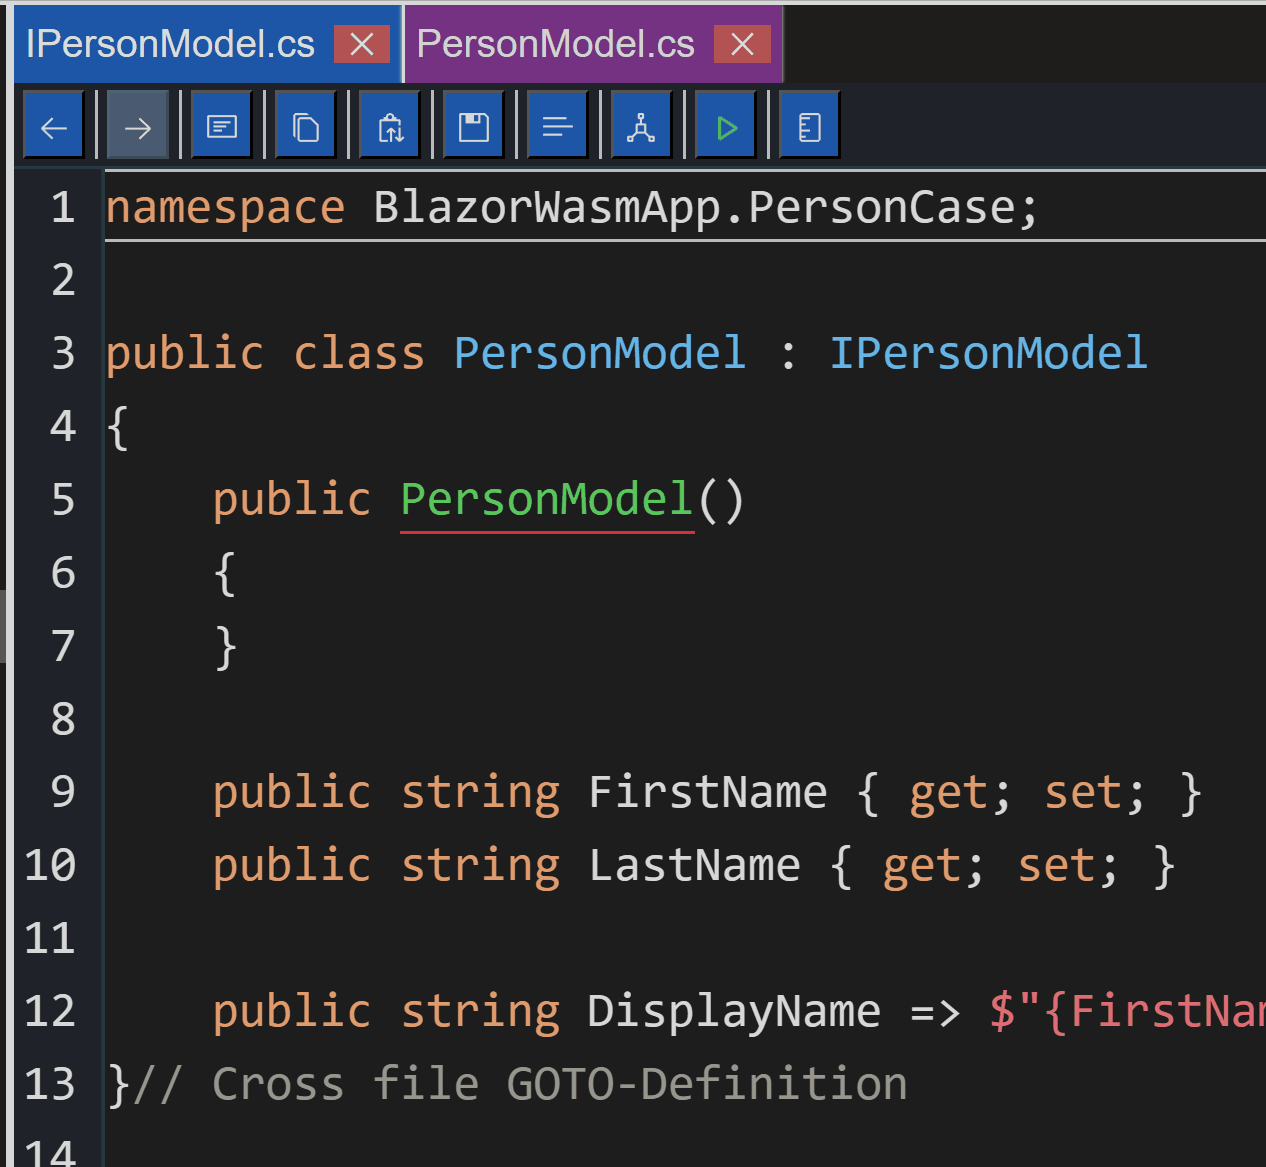 IPersonModel.cs PersonModel.cs
1 namespace BlazorWasmApp.PersonCase;
2
3 public class PersonModel : IPersonModel
4 {
5     public PersonModel()
6     {
7     }
8
9     public string FirstName { get; set; }
10     public string LastName { get; set; }
11
12     public string DisplayName => $"{FirstNam
13 }// Cross file GOTO-Definition
14